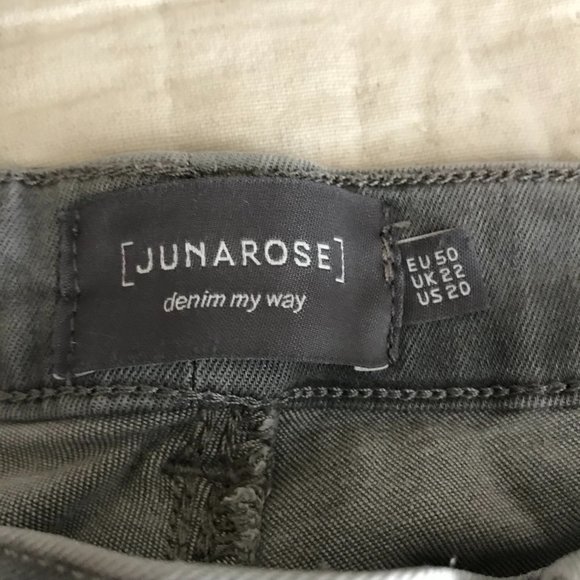 [JUNAROSE]
denim my way
EU 50
UK 22
US 20